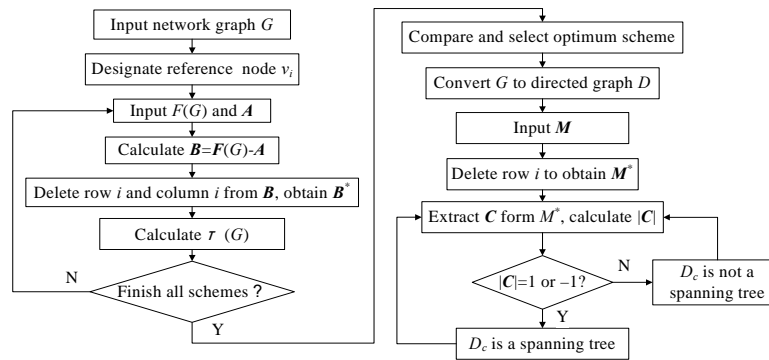 Input network graph G
Designate reference node vᵢ
Input F(G) and A
Calculate B=F(G)-A
Delete row i and column i from B, obtain B*
Calculate τ (G)
N
Finish all schemes ?
Y
Compare and select optimum scheme
Convert G to directed graph D
Input M
Delete row i to obtain M*
Extract C form M*, calculate |C|
|C|=1 or –1?
N
D_c is not a
spanning tree
Y
D_c is a spanning tree